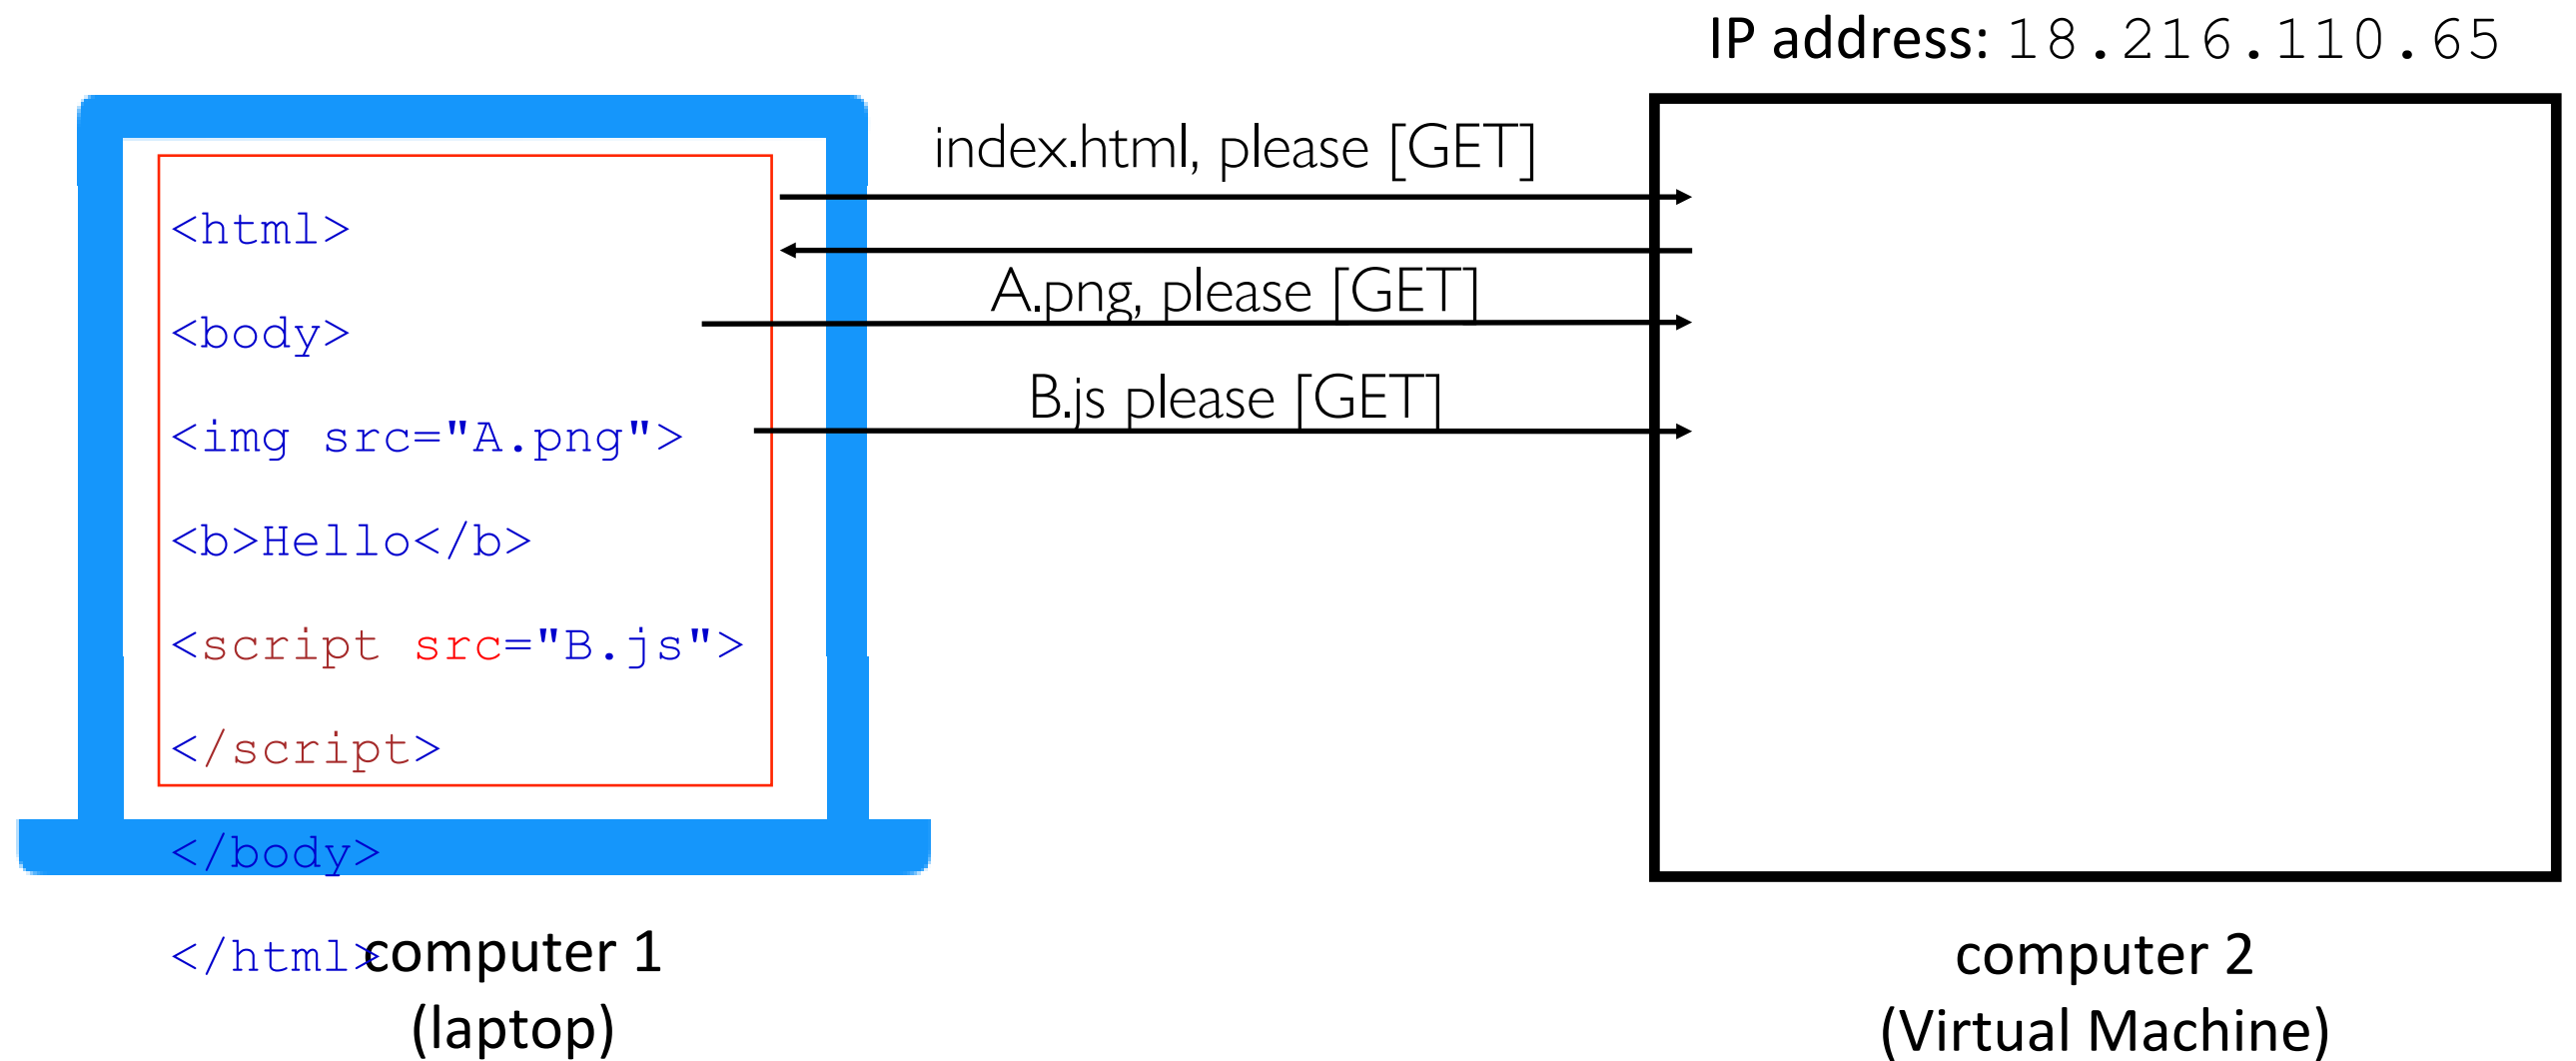 IP address: 18.216.110.65
index.html, please [GET]
A.png, please [GET]
B.js please [GET]
<html>
<body>
<img src="A.png">
<b>Hello</b>
<script src="B.js">
</script>
</body>
</html>
computer 1
(laptop)
computer 2
(Virtual Machine)